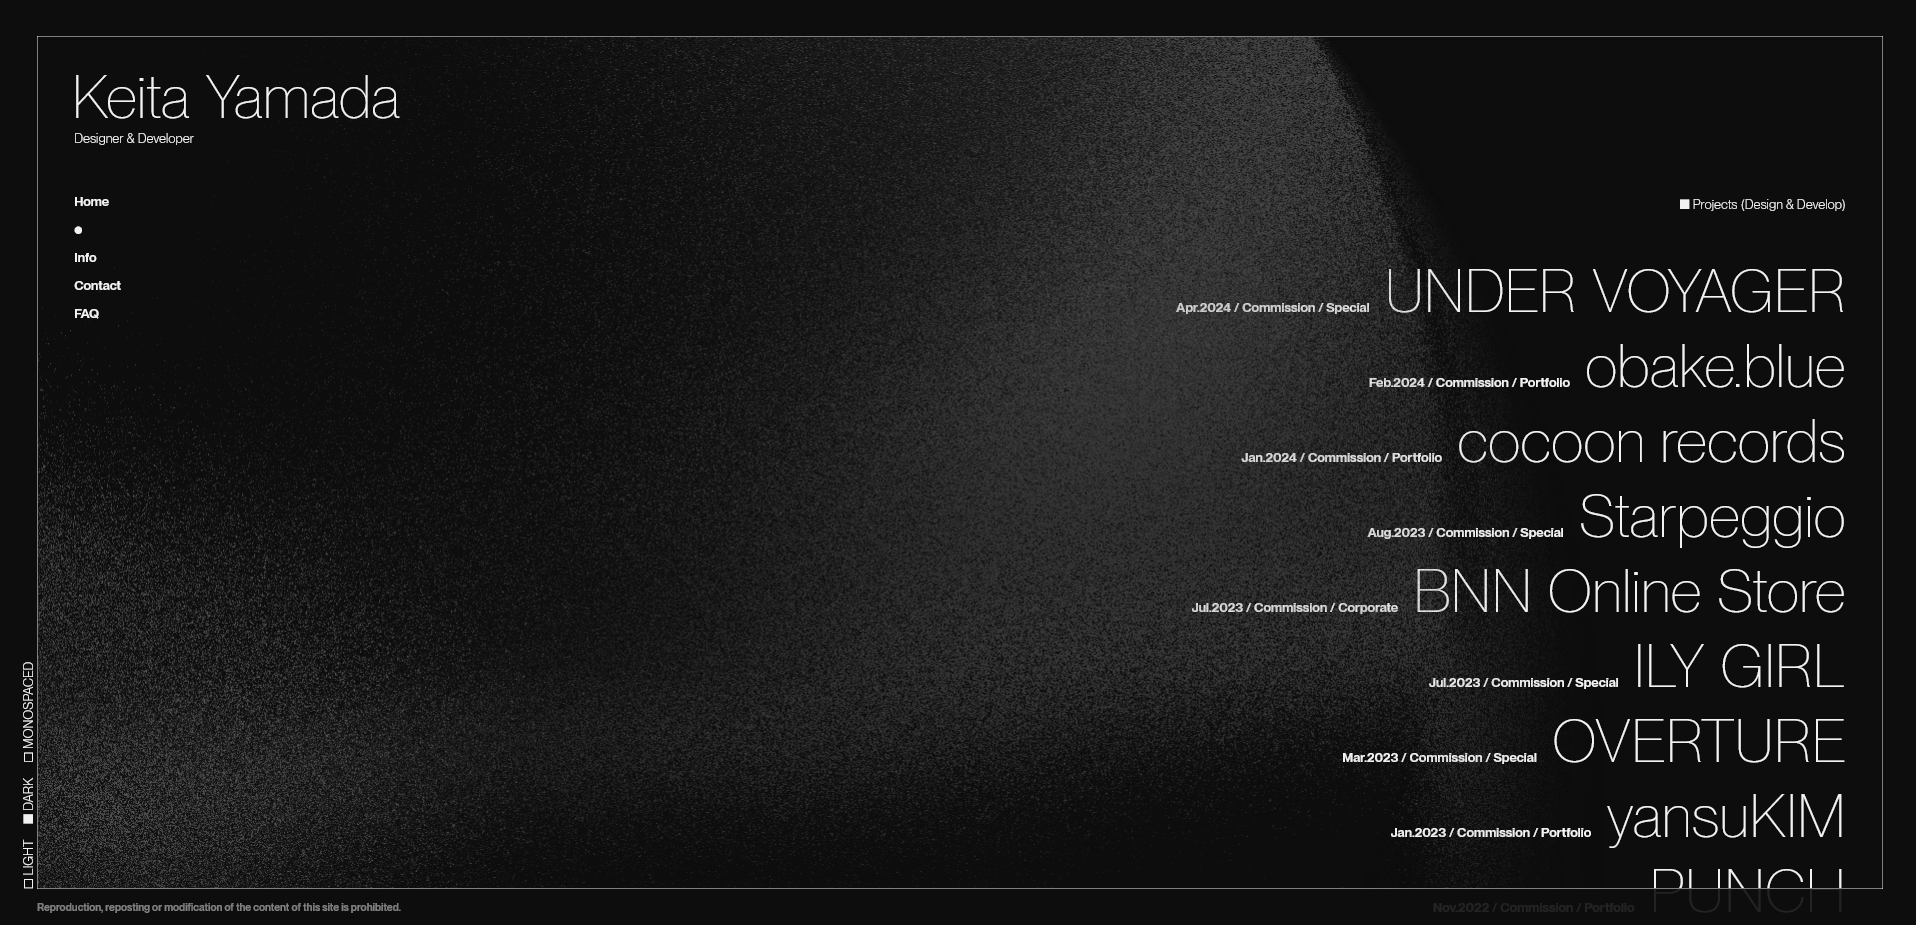 Keita Yamada
Designer & Developer
Home
Info
Contact
FAQ
Projects (Design & Develop)
Apr.2024 / Commission / Special UNDER VOYAGER
Feb.2024 / Commission / Portfolio obake.blue
Jan.2024 / Commission / Portfolio cocoon records
Aug.2023 / Commission / Special Starpeggio
Jul.2023 / Commission / Corporate BNN Online Store
Jul.2023 / Commission / Special ILY GIRL
Mar.2023 / Commission / Special OVERTURE
Jan.2023 / Commission / Portfolio yansuKIM
Nov.2022 / Commission / Portfolio PUNCH
LIGHT DARK MONOSPACED
Reproduction, reposting or modification of the content of this site is prohibited.